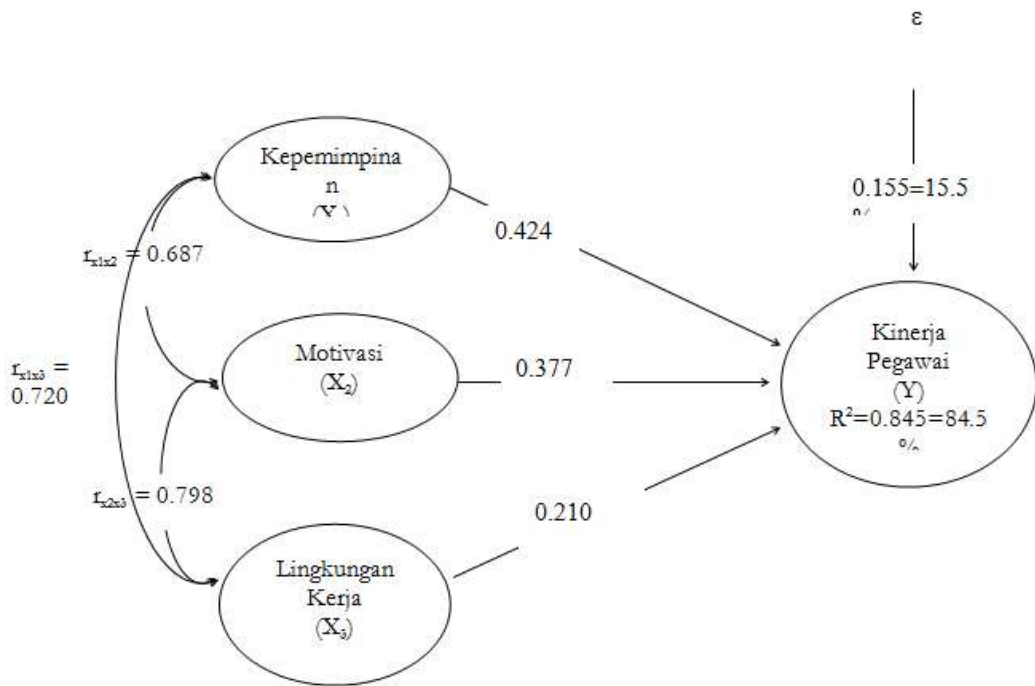 ε
Kepemimpina
n
0.155=15.5
0.424
rx1x2 = 0.687
Motivasi
(X₂)
0.377
Kinerja
Pegawai
(Y)
R²=0.845=84.5
%
rx1x3 =
0.720
rx2x3 = 0.798
0.210
Lingkungan
Kerja
(X₃)